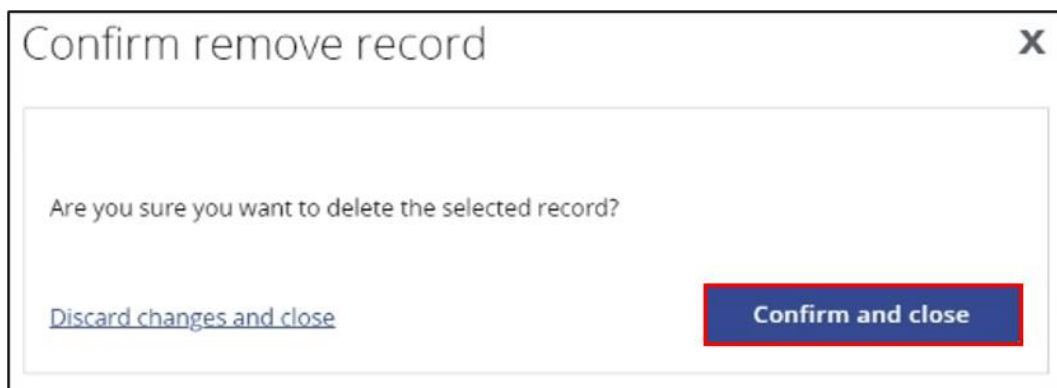 Confirm remove record
X
Are you sure you want to delete the selected record?
Discard changes and close
Confirm and close